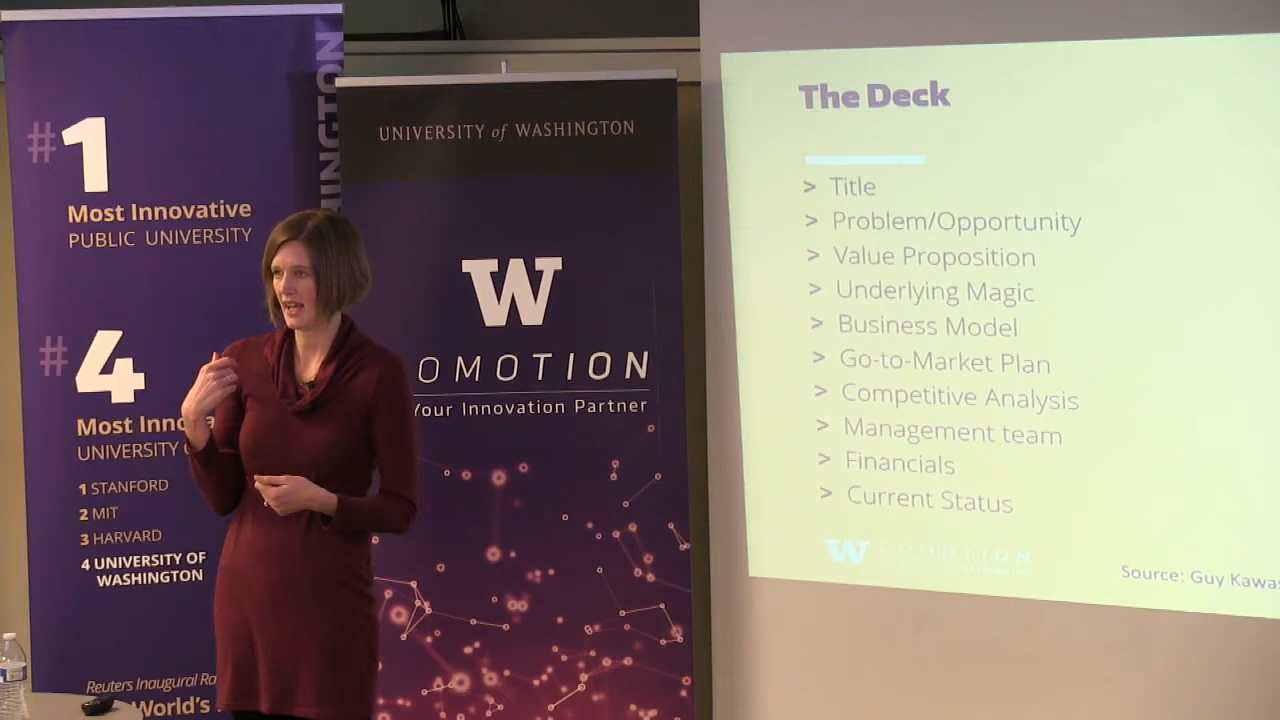 #1
Most Innovative
PUBLIC UNIVERSITY
#4
Most Innova
UNIVERSITY
1 STANFORD
2 MIT
3 HARVARD
4 UNIVERSITY OF
WASHINGTON
Reuters Inaugural Ra
World's
INGTON
UNIVERSITY of WASHINGTON
W
OMOTION
Your Innovation Partner
The Deck
> Title
> Problem/Opportunity
> Value Proposition
> Underlying Magic
> Business Model
> Go-to-Market Plan
> Competitive Analysis
> Management team
> Financials
> Current Status
W COMOTION
Source: Guy Kawas